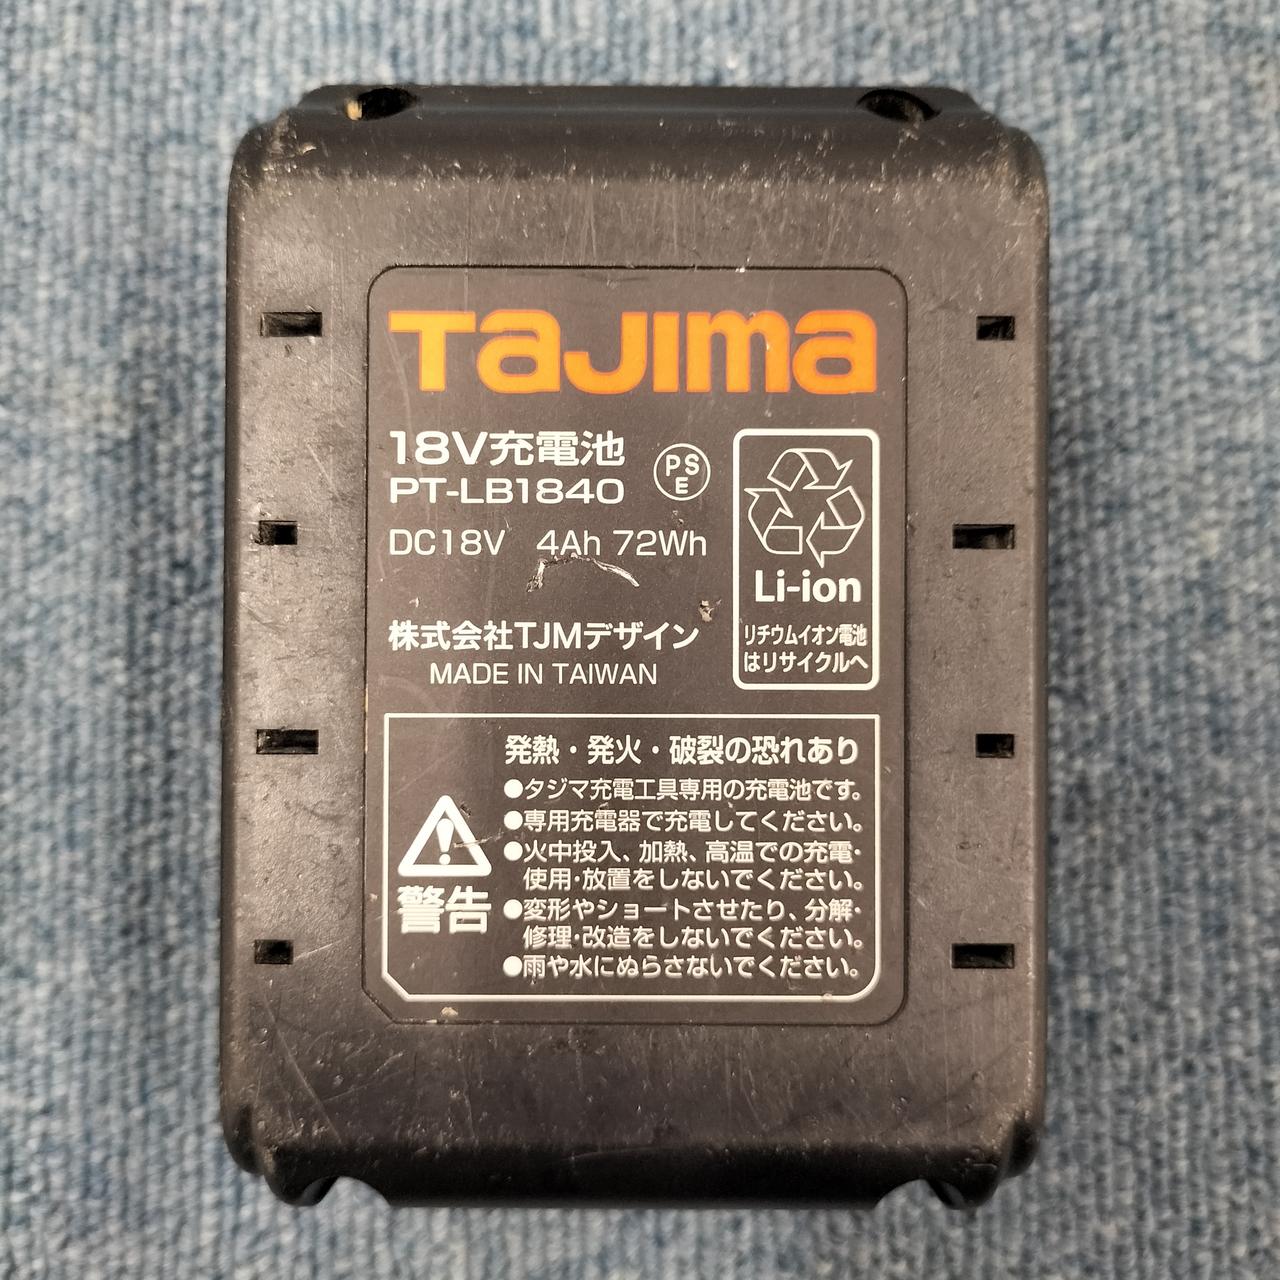 TaJima
18V充電池
PT-LB1840
PSE
DC18V 4Ah 72Wh
Li-ion
リチウムイオン電池
はリサイクルへ
株式会社TJMデザイン
MADE IN TAIWAN
警告
発熱・発火・破裂の恐れあり
●タジマ充電工具専用の充電池です。
●専用充電器で充電してください。
●火中投入、加熱、高温での充電・
使用・放置をしないでください。
●変形やショートさせたり、分解・
修理・改造をしないでください。
●雨や水にぬらさないでください。